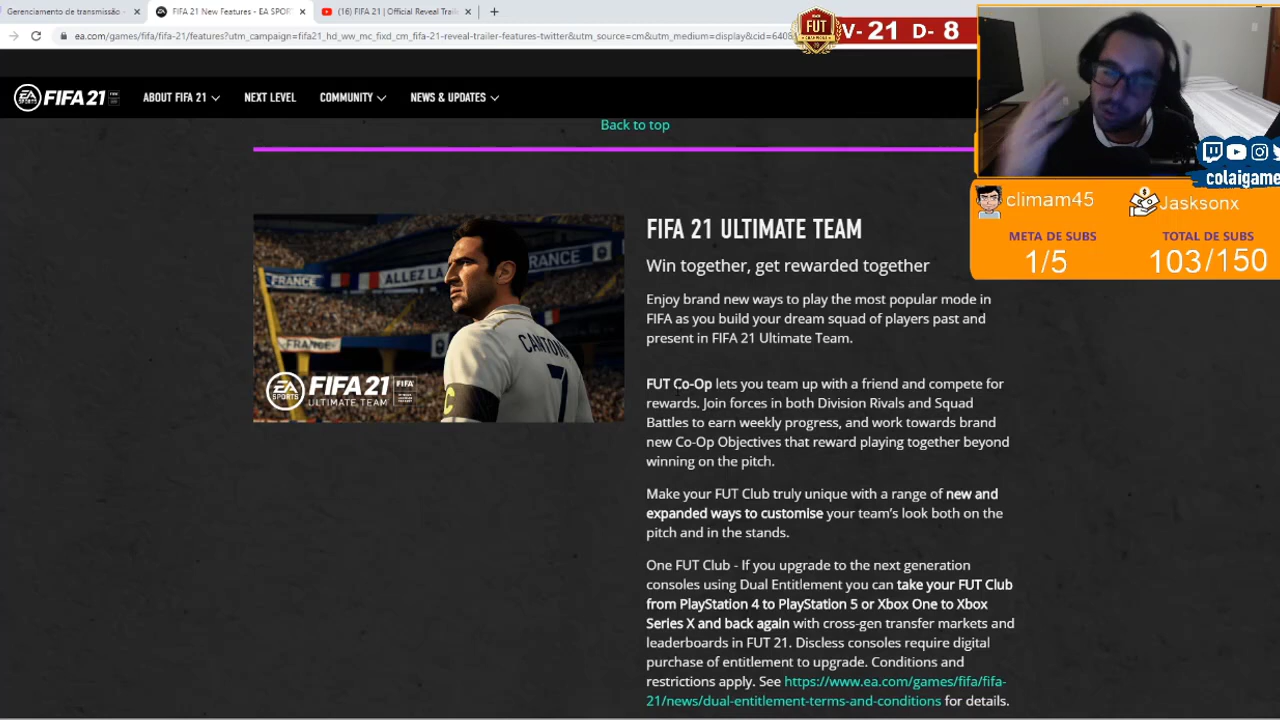 Gerenciamento de transmissão -
FIFA 21 New Features - EA SPOR
(16) FIFA 21 | Official Reveal Traile
ea.com/games/fifa/fifa-21/features?utm_campaign=fifa21_hd_ww_mc_fixd_cm_fifa-21-reveal-trailer-features-twitter&utm_source=cm&utm_medium=display&cid=6408
FUT
V- 21 D- 8
EA SPORTS FIFA 21
ABOUT FIFA 21
NEXT LEVEL
COMMUNITY
NEWS & UPDATES
Back to top
colaigame
climam45
Jasksonx
META DE SUBS
TOTAL DE SUBS
1/5
103/150
ALLEZ LA
FRANCE
FRANCE
FRANCE
CANTON
7
C
EA SPORTS FIFA 21 FIFA
ULTIMATE TEAM
FIFA 21 ULTIMATE TEAM
Win together, get rewarded together
Enjoy brand new ways to play the most popular mode in
FIFA as you build your dream squad of players past and
present in FIFA 21 Ultimate Team.
FUT Co-Op lets you team up with a friend and compete for
rewards. Join forces in both Division Rivals and Squad
Battles to earn weekly progress, and work towards brand
new Co-Op Objectives that reward playing together beyond
winning on the pitch.
Make your FUT Club truly unique with a range of new and
expanded ways to customise your team's look both on the
pitch and in the stands.
One FUT Club - If you upgrade to the next generation
consoles using Dual Entitlement you can take your FUT Club
from PlayStation 4 to PlayStation 5 or Xbox One to Xbox
Series X and back again with cross-gen transfer markets and
leaderboards in FUT 21. Discless consoles require digital
purchase of entitlement to upgrade. Conditions and
restrictions apply. See https://www.ea.com/games/fifa/fifa-
21/news/dual-entitlement-terms-and-conditions for details.